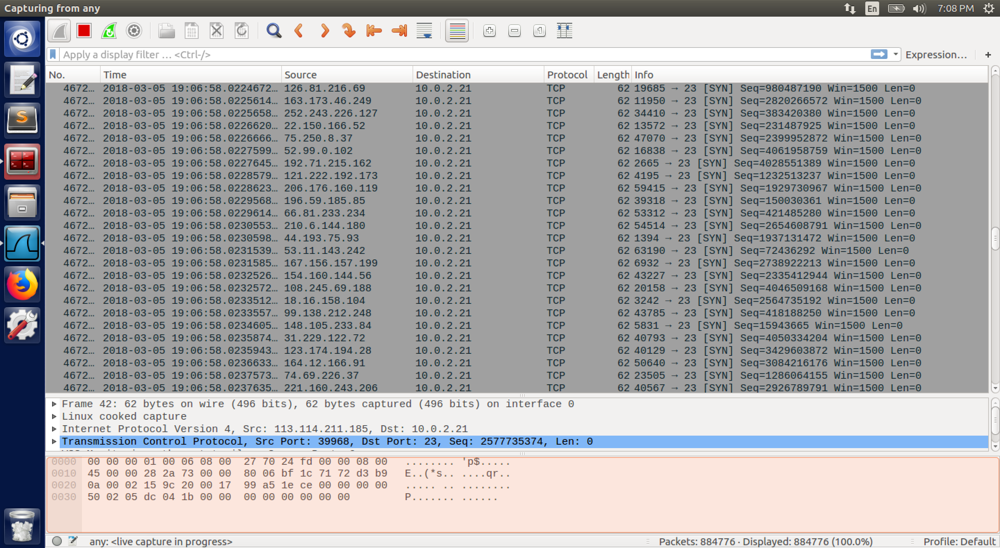 Capturing from any
En
7:08 PM
Apply a display filter … <Ctrl-/>
Expression…
+
No. Time Source Destination Protocol Length Info
4672… 2018-03-05 19:06:58.0224672… 126.81.216.69 10.0.2.21 TCP 62 19685 → 23 [SYN] Seq=980487190 Win=1500 Len=0
4672… 2018-03-05 19:06:58.0225614… 163.173.46.249 10.0.2.21 TCP 62 11950 → 23 [SYN] Seq=2820266572 Win=1500 Len=0
4672… 2018-03-05 19:06:58.0225658… 252.243.226.127 10.0.2.21 TCP 62 34410 → 23 [SYN] Seq=383420380 Win=1500 Len=0
4672… 2018-03-05 19:06:58.0226620… 22.150.166.52 10.0.2.21 TCP 62 13572 → 23 [SYN] Seq=231487925 Win=1500 Len=0
4672… 2018-03-05 19:06:58.0226666… 75.250.8.37 10.0.2.21 TCP 62 47070 → 23 [SYN] Seq=2399952872 Win=1500 Len=0
4672… 2018-03-05 19:06:58.0227599… 52.99.0.102 10.0.2.21 TCP 62 16838 → 23 [SYN] Seq=4061958759 Win=1500 Len=0
4672… 2018-03-05 19:06:58.0227645… 192.71.215.162 10.0.2.21 TCP 62 2665 → 23 [SYN] Seq=4028551389 Win=1500 Len=0
4672… 2018-03-05 19:06:58.0228579… 121.222.192.173 10.0.2.21 TCP 62 4195 → 23 [SYN] Seq=1232513237 Win=1500 Len=0
4672… 2018-03-05 19:06:58.0228623… 206.176.160.119 10.0.2.21 TCP 62 59415 → 23 [SYN] Seq=1929730967 Win=1500 Len=0
4672… 2018-03-05 19:06:58.0229568… 196.59.185.85 10.0.2.21 TCP 62 39318 → 23 [SYN] Seq=150030361 Win=1500 Len=0
4672… 2018-03-05 19:06:58.0229614… 66.81.233.234 10.0.2.21 TCP 62 53312 → 23 [SYN] Seq=421485280 Win=1500 Len=0
4672… 2018-03-05 19:06:58.0230553… 210.6.144.180 10.0.2.21 TCP 62 54514 → 23 [SYN] Seq=2654608791 Win=1500 Len=0
4672… 2018-03-05 19:06:58.0230598… 44.193.75.93 10.0.2.21 TCP 62 1394 → 23 [SYN] Seq=1937131472 Win=1500 Len=0
4672… 2018-03-05 19:06:58.0231539… 53.11.143.242 10.0.2.21 TCP 62 63190 → 23 [SYN] Seq=72436292 Win=1500 Len=0
4672… 2018-03-05 19:06:58.0231585… 167.156.157.199 10.0.2.21 TCP 62 6932 → 23 [SYN] Seq=2738922213 Win=1500 Len=0
4672… 2018-03-05 19:06:58.0232526… 154.160.144.56 10.0.2.21 TCP 62 43227 → 23 [SYN] Seq=2335412944 Win=1500 Len=0
4672… 2018-03-05 19:06:58.0232572… 108.245.69.188 10.0.2.21 TCP 62 20158 → 23 [SYN] Seq=4046509168 Win=1500 Len=0
4672… 2018-03-05 19:06:58.0233512… 18.16.158.104 10.0.2.21 TCP 62 3242 → 23 [SYN] Seq=2564735192 Win=1500 Len=0
4672… 2018-03-05 19:06:58.0233557… 99.138.212.248 10.0.2.21 TCP 62 43785 → 23 [SYN] Seq=418188250 Win=1500 Len=0
4672… 2018-03-05 19:06:58.0234605… 148.105.233.84 10.0.2.21 TCP 62 5831 → 23 [SYN] Seq=15943665 Win=1500 Len=0
4672… 2018-03-05 19:06:58.0235874… 31.229.122.72 10.0.2.21 TCP 62 40793 → 23 [SYN] Seq=4050334204 Win=1500 Len=0
4672… 2018-03-05 19:06:58.0235943… 123.174.194.28 10.0.2.21 TCP 62 40129 → 23 [SYN] Seq=3429603872 Win=1500 Len=0
4672… 2018-03-05 19:06:58.0236633… 164.12.166.91 10.0.2.21 TCP 62 50640 → 23 [SYN] Seq=3084216176 Win=1500 Len=0
4672… 2018-03-05 19:06:58.0237573… 74.69.226.37 10.0.2.21 TCP 62 23505 → 23 [SYN] Seq=1286064155 Win=1500 Len=0
4672… 2018-03-05 19:06:58.0237635… 221.160.243.206 10.0.2.21 TCP 62 40567 → 23 [SYN] Seq=2926789791 Win=1500 Len=0
Frame 42: 62 bytes on wire (496 bits), 62 bytes captured (496 bits) on interface 0
Linux cooked capture
Internet Protocol Version 4, Src: 113.114.211.185, Dst: 10.0.2.21
Transmission Control Protocol, Src Port: 39968, Dst Port: 23, Seq: 2577735374, Len: 0
0000 00 00 00 01 00 06 08 00 27 70 24 fd 00 00 08 00 ........ 'p$.....
0010 45 00 00 28 2a 73 00 00 80 06 bf 1c 71 72 d3 b9 E..(*s.. ....qr..
0020 0a 00 02 15 9c 20 00 17 99 a5 1e ce 00 00 00 00 ..... .. ........
0030 50 02 05 dc 04 1b 00 00 00 00 00 00 00 00 P....... ......
any: <live capture in progress>
Packets: 884776 · Displayed: 884776 (100.0%)
Profile: Default